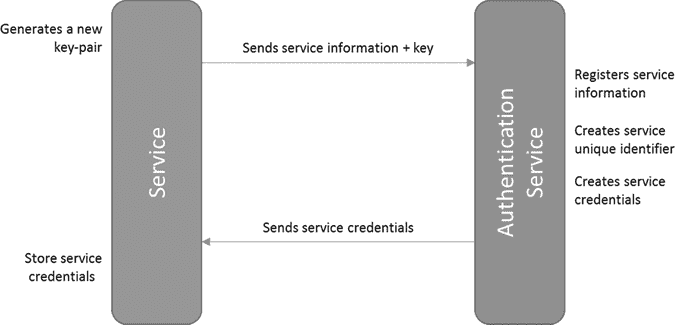 Generates a new
key-pair
Sends service information + key
Registers service
information
Creates service
unique identifier
Creates service
credentials
Service
Authentication
Service
Sends service credentials
Store service
credentials